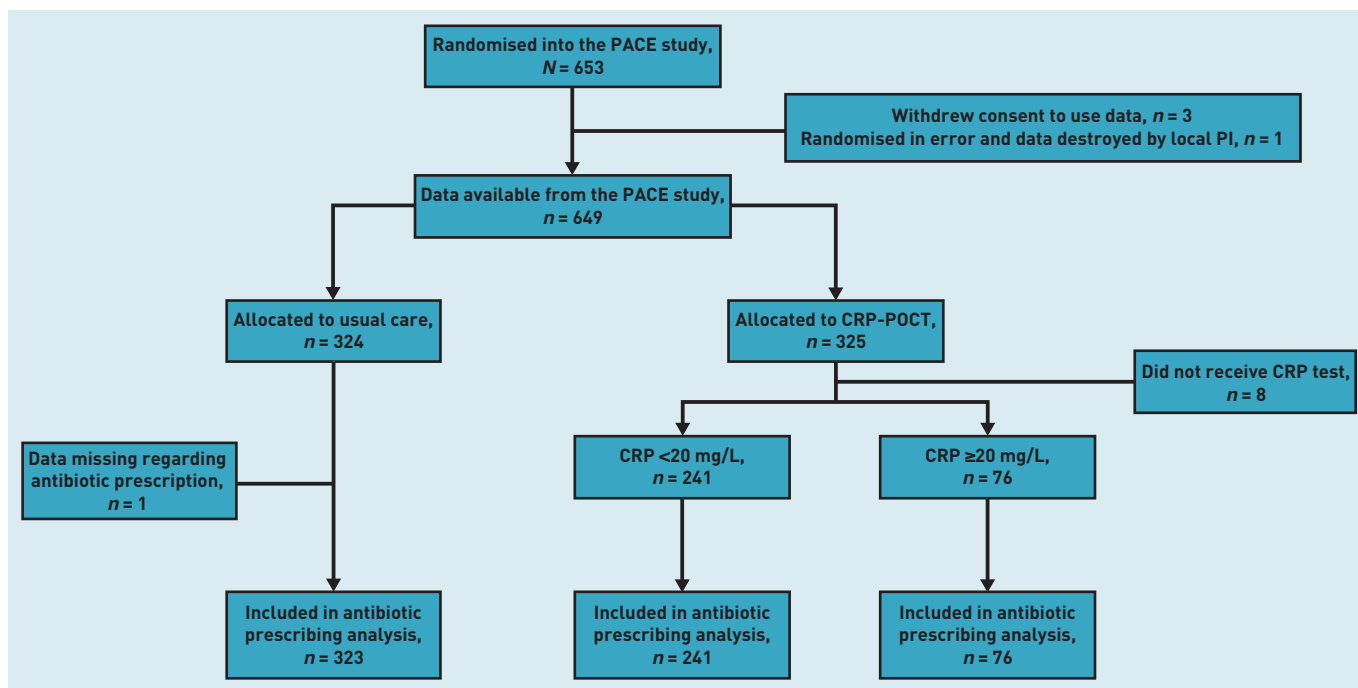 Randomised into the PACE study,
N = 653
Withdrew consent to use data, n = 3
Randomised in error and data destroyed by local PI, n = 1
Data available from the PACE study,
n = 649
Allocated to usual care,
n = 324
Allocated to CRP-POCT,
n = 325
Did not receive CRP test,
n = 8
Data missing regarding
antibiotic prescription,
n = 1
CRP <20 mg/L,
n = 241
CRP ≥20 mg/L,
n = 76
Included in antibiotic
prescribing analysis,
n = 323
Included in antibiotic
prescribing analysis,
n = 241
Included in antibiotic
prescribing analysis,
n = 76